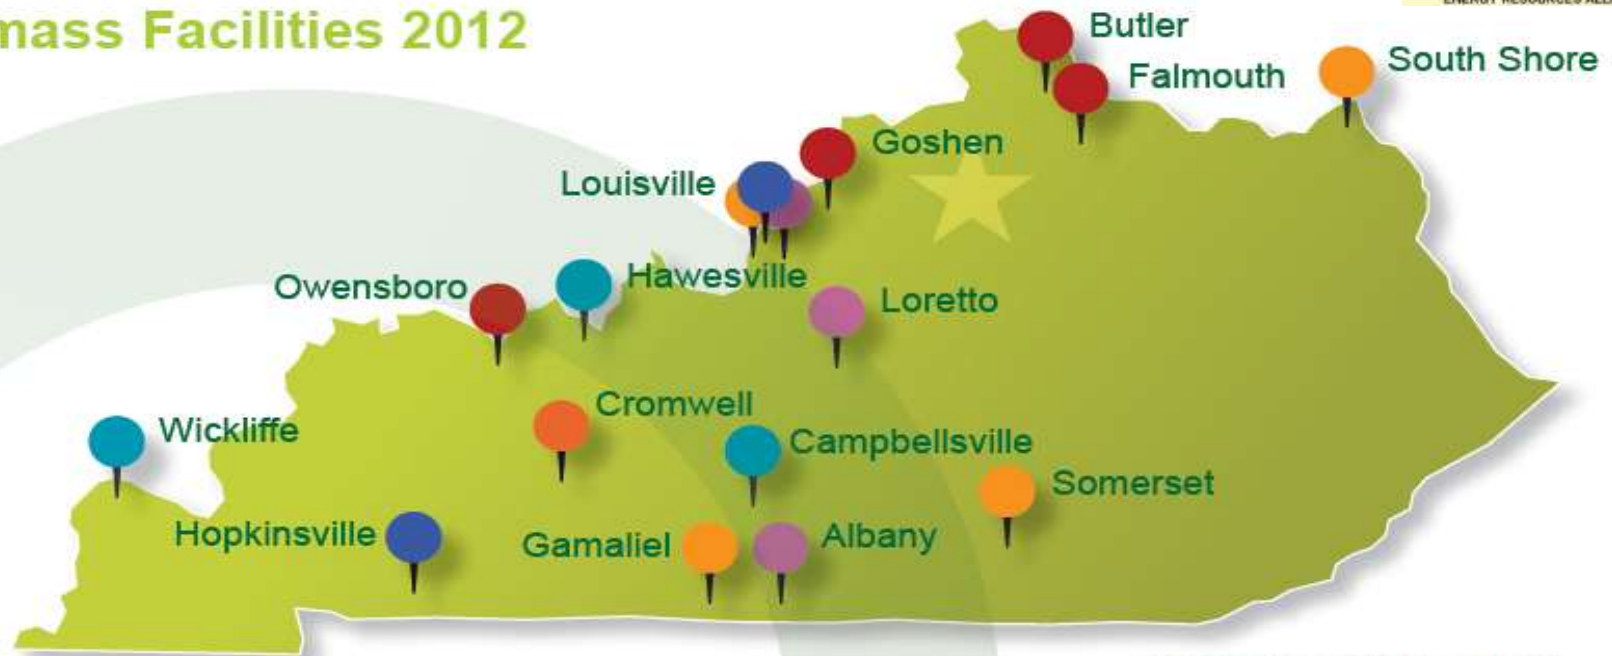 mass Facilities 2012
Butler
South Shore
Falmouth
Goshen
Louisville
Hawesville
Owensboro
Loretto
Cromwell
Wickliffe
Campbellsville
Somerset
Hopkinsville
Gamaliel
Albany